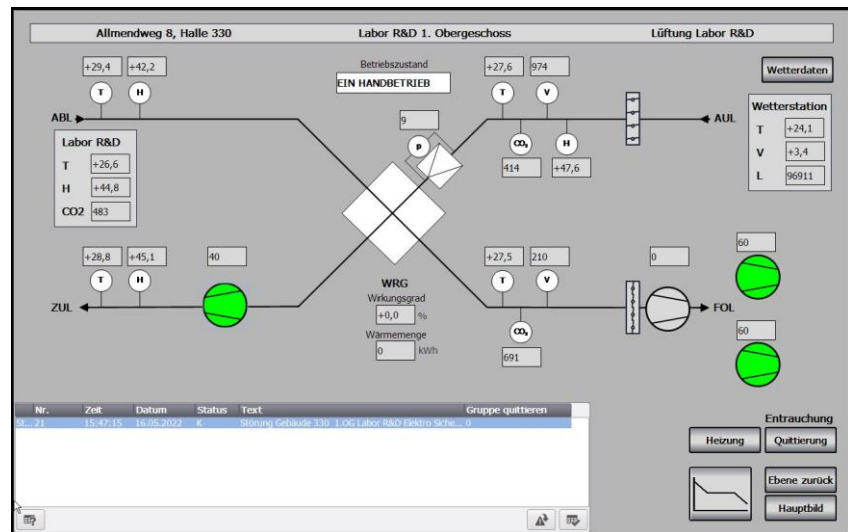 Allmendweg 8, Halle 330 Labor R&D 1. Obergeschoss Lüftung Labor R&D
+29,4 +42,2 Betriebszustand +27,6 974 Wetterdaten
T H EIN HANDBETRIEB T V
ABL AUL
9
p
CO₂ H
414 +47,6
Labor R&D
T +26,6
H +44,8
CO2 483
Wetterstation
T +24,1
V +3,4
L 96911
+28,8 +45,1 40 +27,5 210 0 60
T H T V
ZUL FOL
WRG
Wirkungsgrad
+0,0 %
Wärmemenge
0 kWh
CO₂
691
60
Nr. Zeit Datum Status Text Gruppe quittieren
St... 21 15:47:15 16.05.2022 K Störung Gebäude 330 1.OG Labor R&D Elektro Siche... 0
Entrauchung
Heizung Quittierung
Ebene zurück
Hauptbild